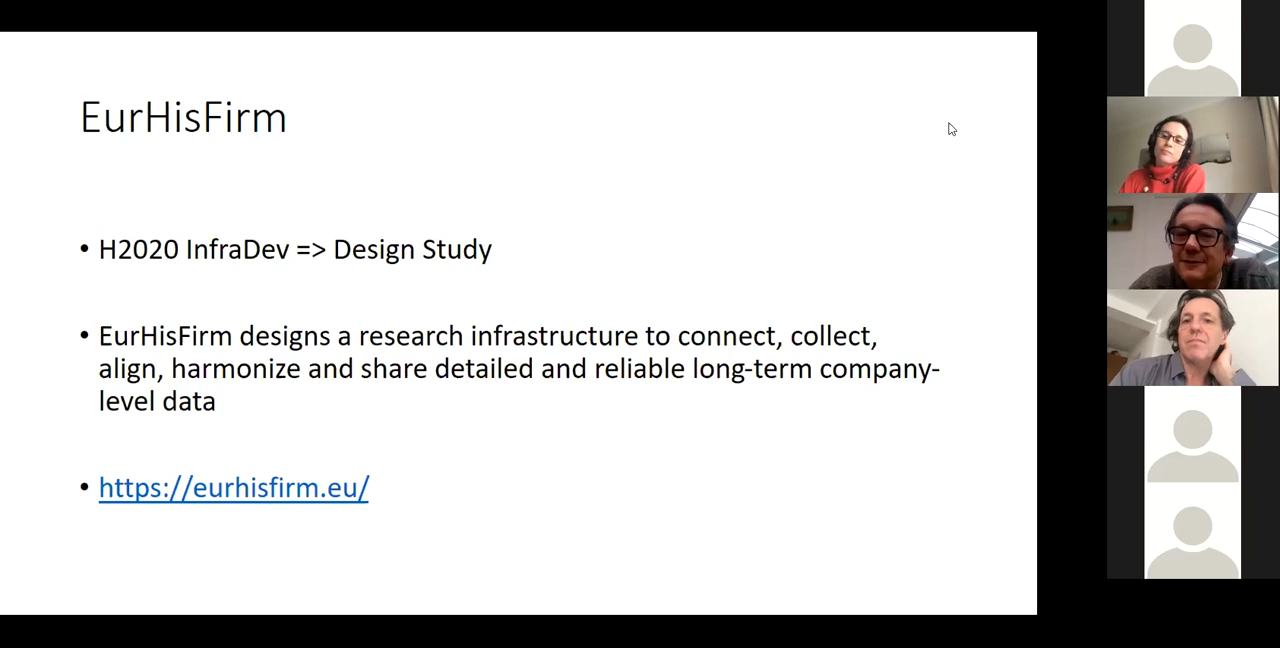 EurHisFirm
• H2020 InfraDev => Design Study
• EurHisFirm designs a research infrastructure to connect, collect,
align, harmonize and share detailed and reliable long-term company-
level data
• https://eurhisfirm.eu/